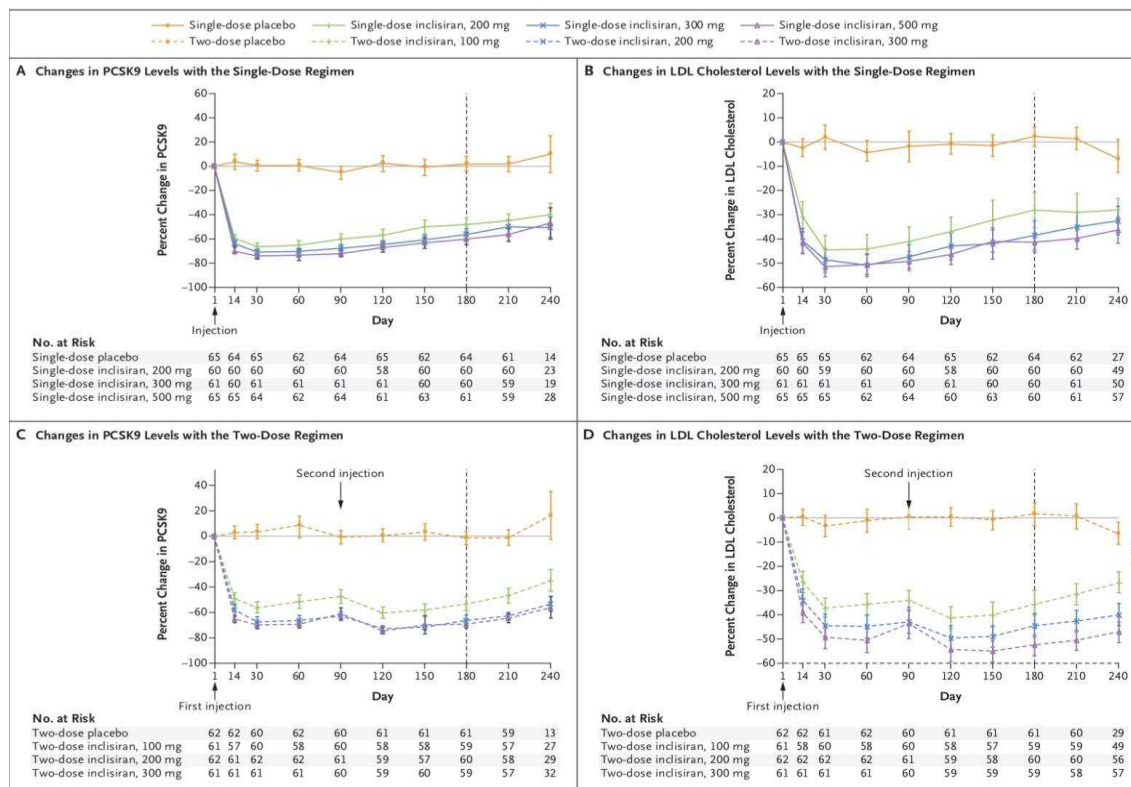 Single-dose placebo Single-dose inclisiran, 200 mg Single-dose inclisiran, 300 mg Single-dose inclisiran, 500 mg
Two-dose placebo Two-dose inclisiran, 100 mg Two-dose inclisiran, 200 mg Two-dose inclisiran, 300 mg
A Changes in PCSK9 Levels with the Single-Dose Regimen
Percent Change in PCSK9
60
40
20
0
−20
−40
−60
−80
−100
1 14 30 60 90 120 150 180 210 240
Day
Injection
No. at Risk
Single-dose placebo 65 64 65 62 64 65 62 64 61 14
Single-dose inclisiran, 200 mg 60 60 60 60 60 58 60 60 60 23
Single-dose inclisiran, 300 mg 61 60 61 61 61 61 60 60 59 19
Single-dose inclisiran, 500 mg 65 65 64 62 64 61 63 61 59 28
B Changes in LDL Cholesterol Levels with the Single-Dose Regimen
Percent Change in LDL Cholesterol
20
10
0
−10
−20
−30
−40
−50
−60
1 14 30 60 90 120 150 180 210 240
Day
Injection
No. at Risk
Single-dose placebo 65 65 65 62 64 65 62 64 62 27
Single-dose inclisiran, 200 mg 60 60 59 60 60 58 60 60 60 49
Single-dose inclisiran, 300 mg 61 61 61 61 60 61 60 60 61 50
Single-dose inclisiran, 500 mg 65 65 65 62 64 60 63 60 61 57
C Changes in PCSK9 Levels with the Two-Dose Regimen
Second injection
Percent Change in PCSK9
40
20
0
−20
−40
−60
−80
−100
1 14 30 60 90 120 150 180 210 240
Day
First injection
No. at Risk
Two-dose placebo 62 62 60 62 60 61 61 61 59 13
Two-dose inclisiran, 100 mg 61 57 60 58 60 58 58 59 57 27
Two-dose inclisiran, 200 mg 62 61 62 62 61 59 57 60 58 29
Two-dose inclisiran, 300 mg 61 61 61 61 60 59 60 59 57 32
D Changes in LDL Cholesterol Levels with the Two-Dose Regimen
Second injection
Percent Change in LDL Cholesterol
20
10
0
−10
−20
−30
−40
−50
−60
1 14 30 60 90 120 150 180 210 240
Day
First injection
No. at Risk
Two-dose placebo 62 62 61 62 60 61 61 61 60 29
Two-dose inclisiran, 100 mg 61 58 60 58 60 58 57 59 59 49
Two-dose inclisiran, 200 mg 62 62 62 62 61 59 58 60 60 56
Two-dose inclisiran, 300 mg 61 61 61 61 60 59 59 59 58 57